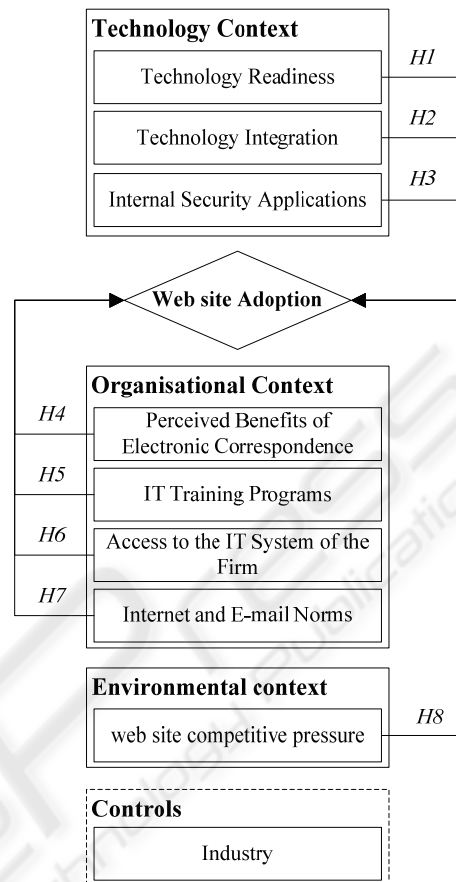 Technology Context
Technology Readiness
H1
Technology Integration
H2
Internal Security Applications
H3
Web site Adoption
Organisational Context
H4
Perceived Benefits of
Electronic Correspondence
H5
IT Training Programs
H6
Access to the IT System of the
Firm
H7
Internet and E-mail Norms
Environmental context
web site competitive pressure
H8
Controls
Industry